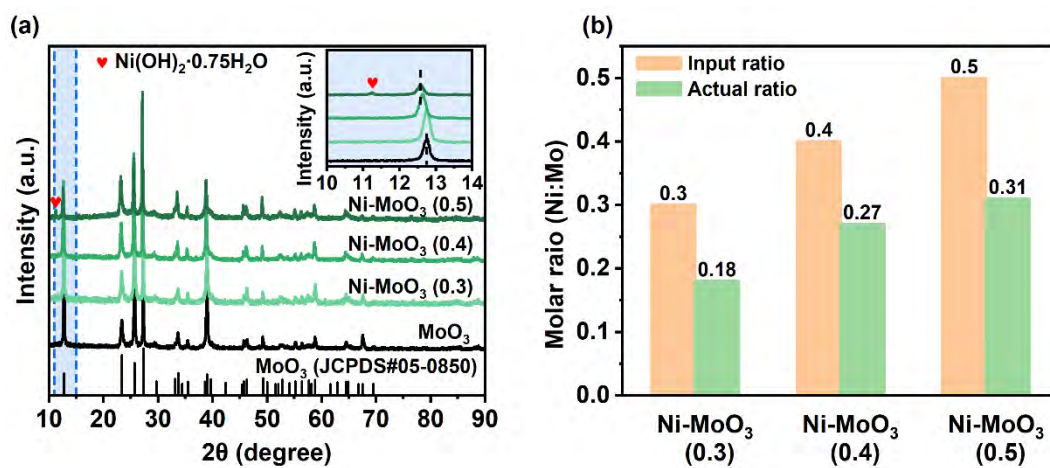 (a)
♥ Ni(OH)₂·0.75H₂O
Intensity (a.u.)
10 11 12 13 14
Ni-MoO₃ (0.5)
Ni-MoO₃ (0.4)
Ni-MoO₃ (0.3)
MoO₃
MoO₃ (JCPDS#05-0850)
Intensity (a.u.)
10 20 30 40 50 60 70 80 90
2θ (degree)
(b)
Input ratio
Actual ratio
Molar raio (Ni:Mo)
0.5
0.4
0.3
0.2
0.1
0.0
0.3
0.18
0.4
0.27
0.5
0.31
Ni-MoO₃ Ni-MoO₃ Ni-MoO₃
(0.3) (0.4) (0.5)